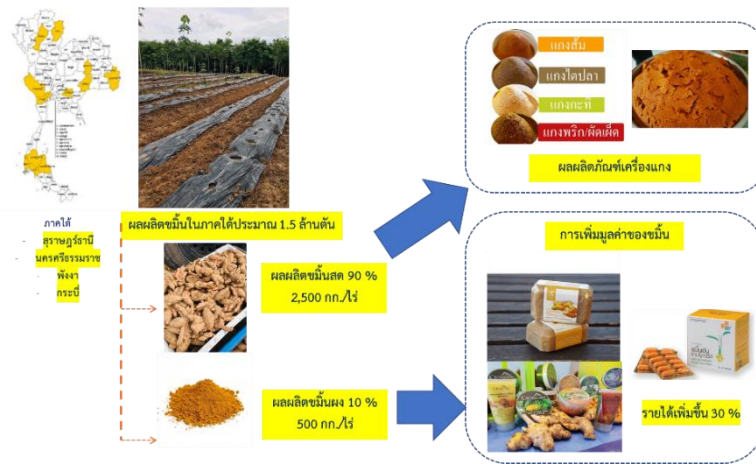 แกงส้ม
แกงไตปลา
แกงกะทิ
แกงพริก/ผัดเผ็ด
ผลผลิตภัณฑ์เครื่องแกง
ภาคใต้
- สุราษฎร์ธานี
- นครศรีธรรมราช
- พังงา
- กระบี่
ผลผลิตขมิ้นในภาคใต้ประมาณ 1.5 ล้านตัน
ผลผลิตขมิ้นสด 90 %
2,500 กก./ไร่
ผลผลิตขมิ้นผง 10 %
500 กก./ไร่
การเพิ่มมูลค่าของขมิ้น
รายได้เพิ่มขึ้น 30 %